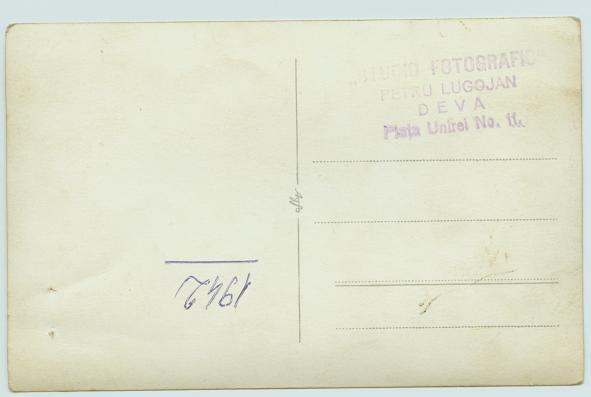 „STUDIO FOTOGRAFIC"
PETRU LUGOJAN
DEVA
Piața Unirei No. 11.
1942